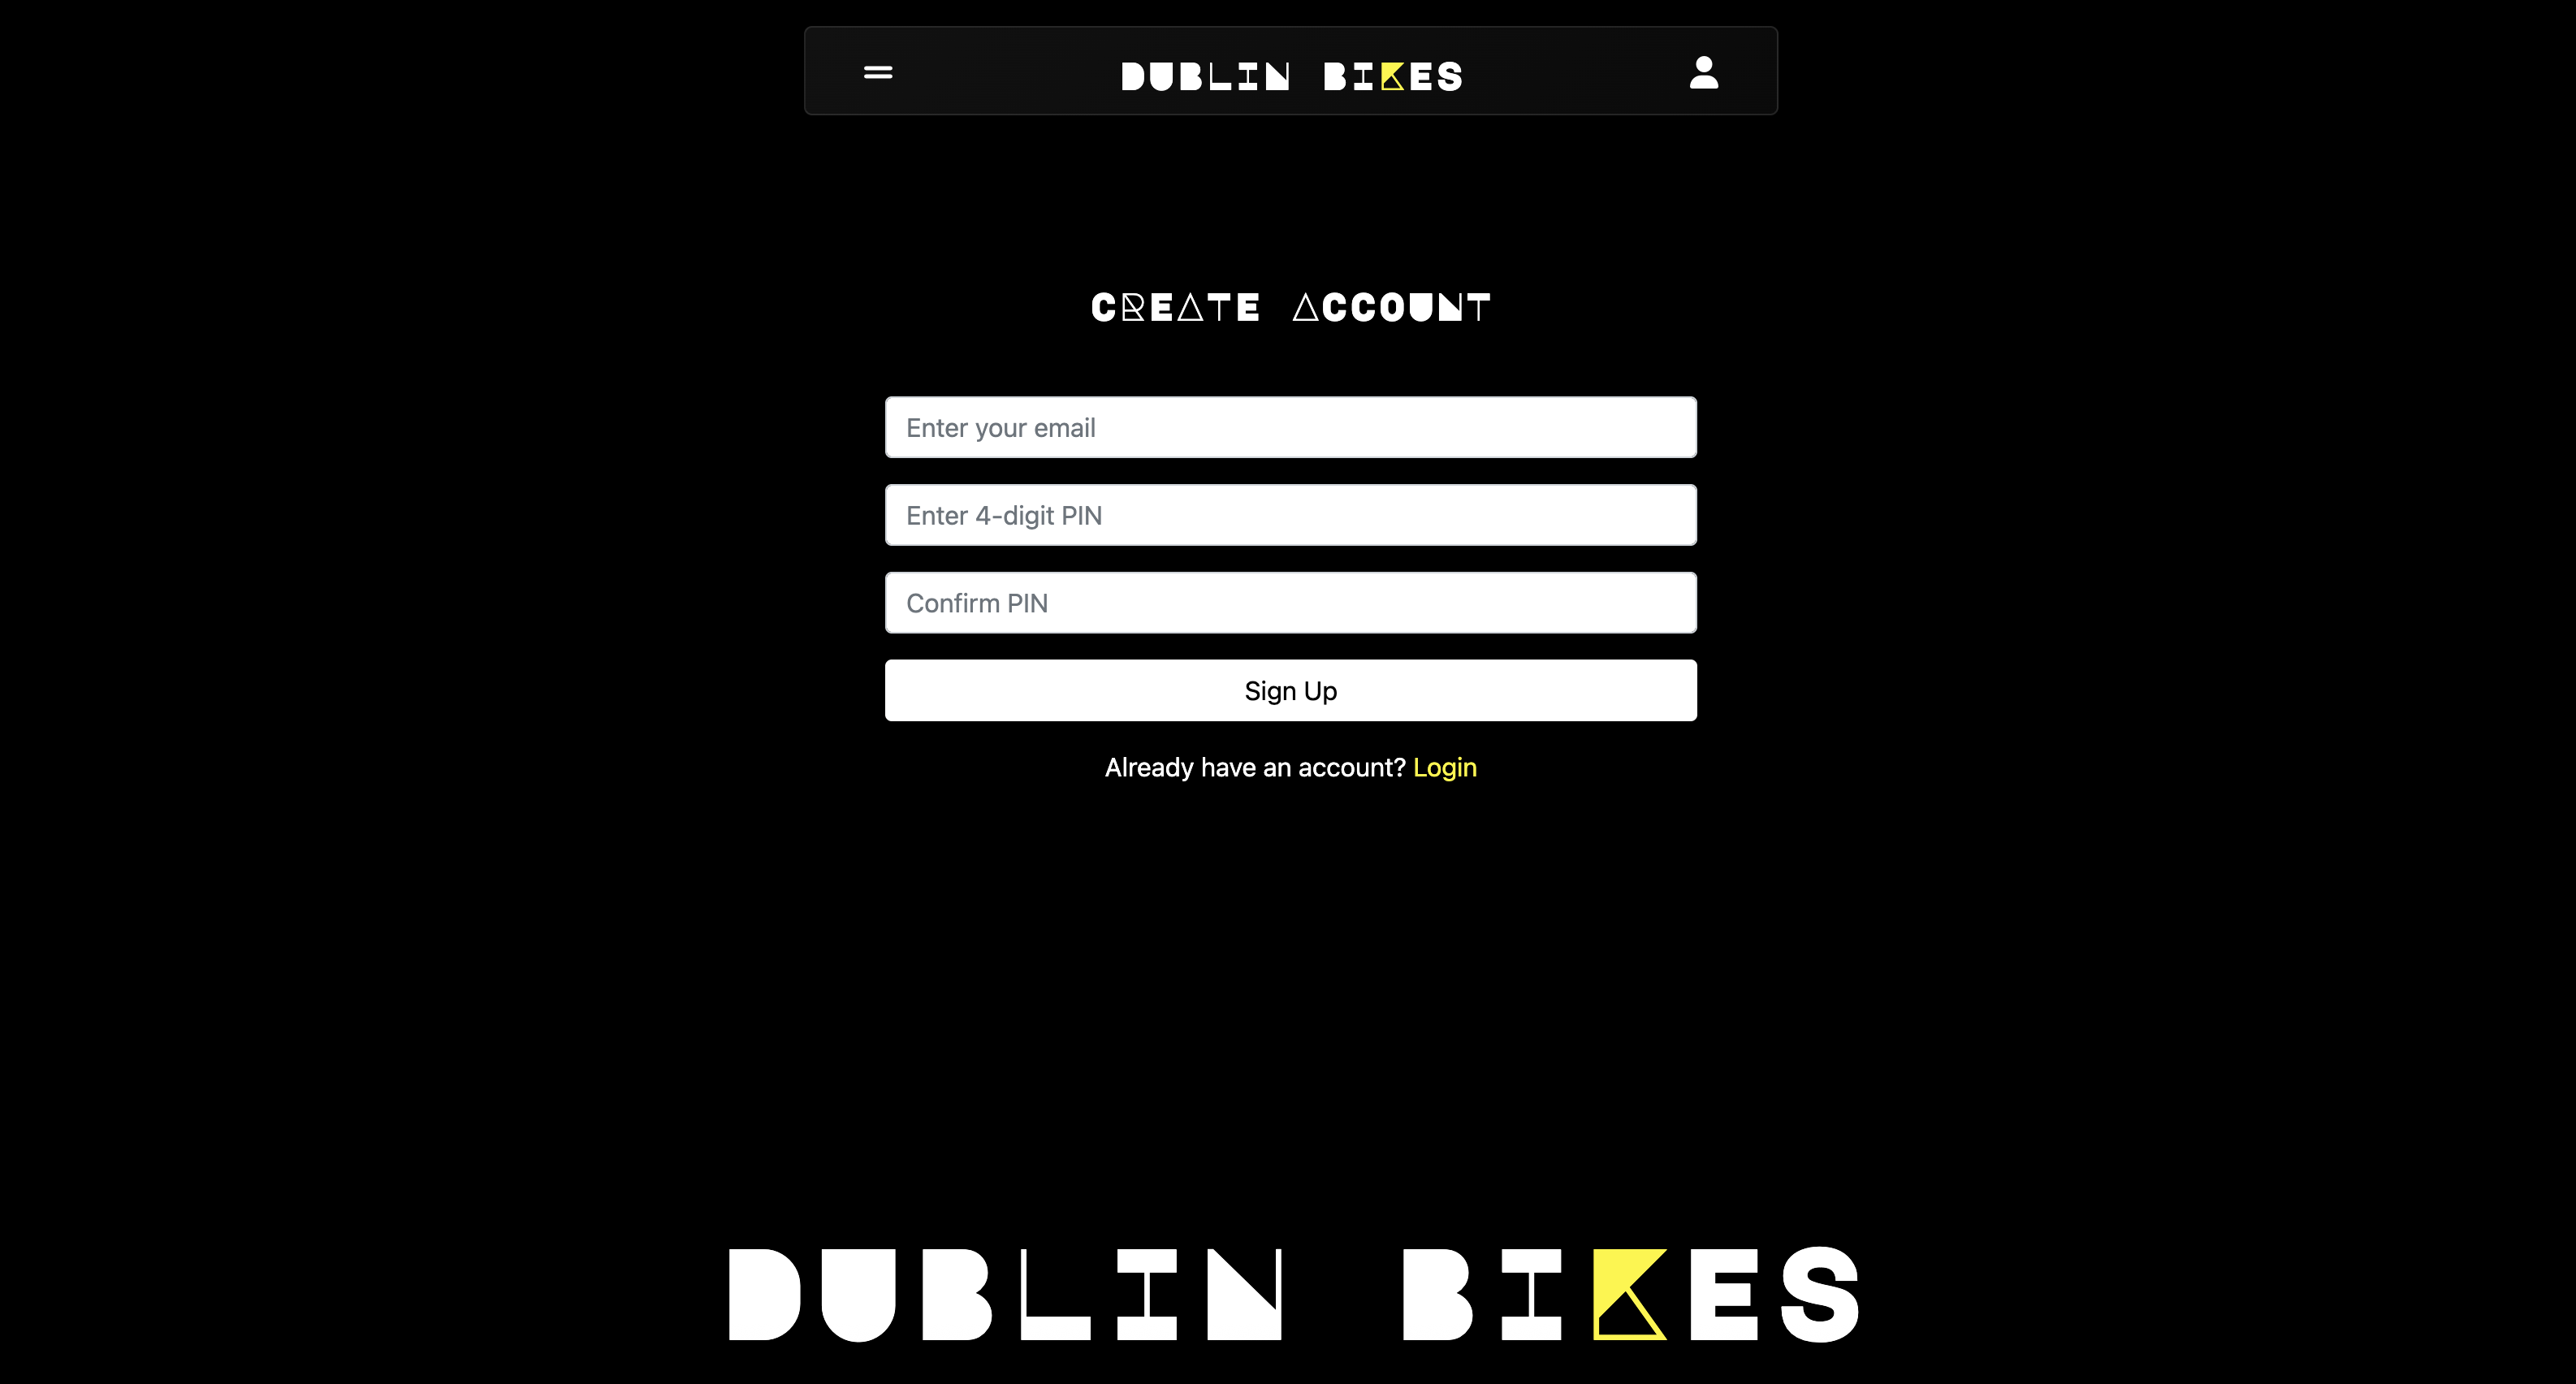 DUBLIN BIKES
CREATE ACCOUNT
Enter your email
Enter 4-digit PIN
Confirm PIN
Sign Up
Already have an account? Login
DUBLIN BIKES